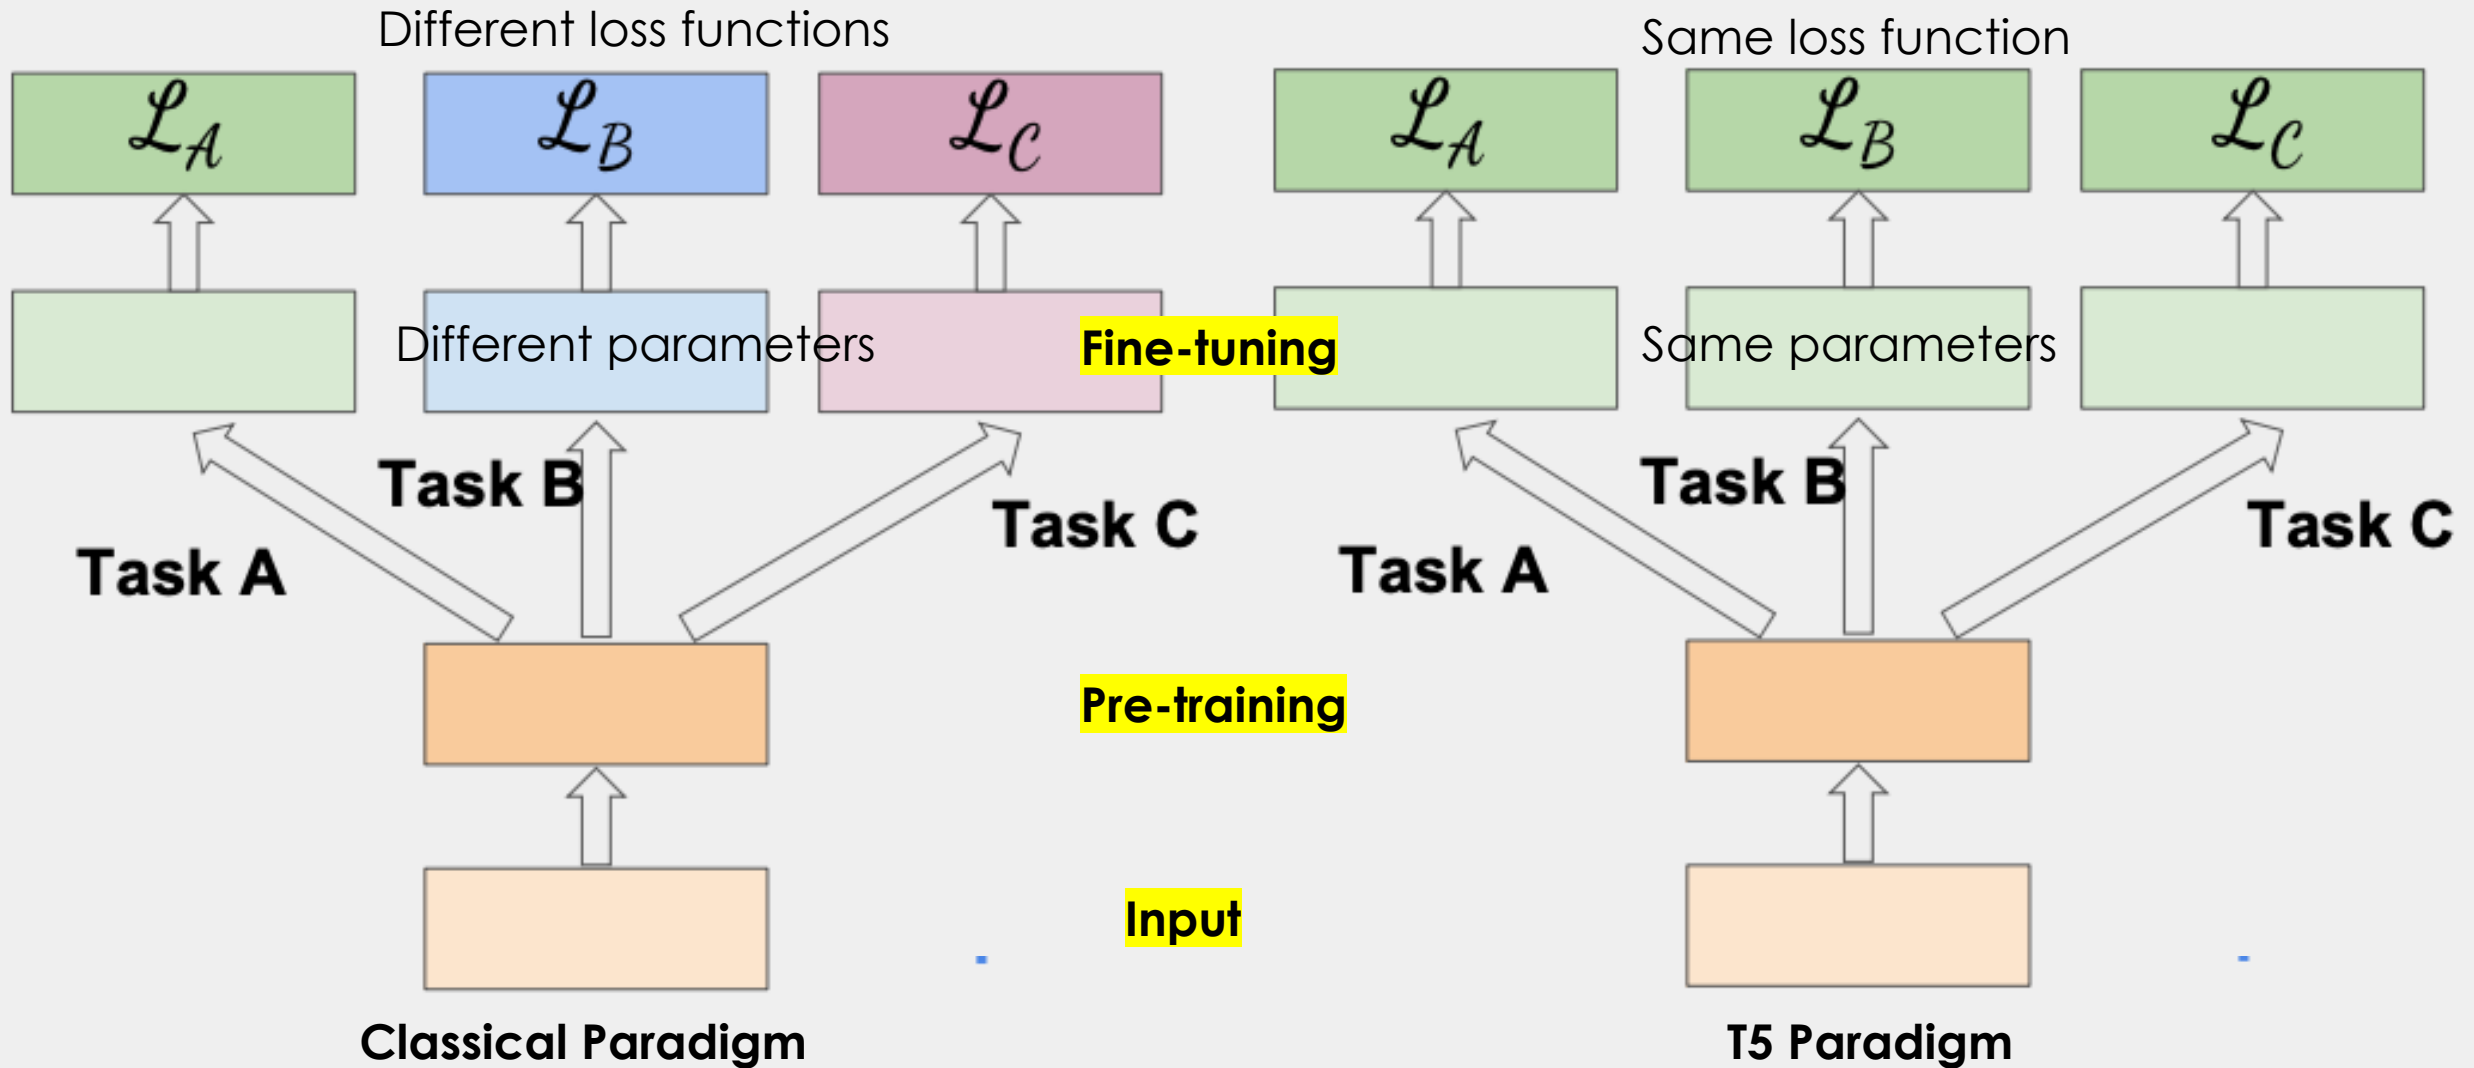 Different loss functions
Same loss function
ℒA
ℒB
ℒC
ℒA
ℒB
ℒC
Different parameters
Fine-tuning
Same parameters
Task B
Task C
Task A
Task B
Task C
Task A
Pre-training
Input
Classical Paradigm
T5 Paradigm